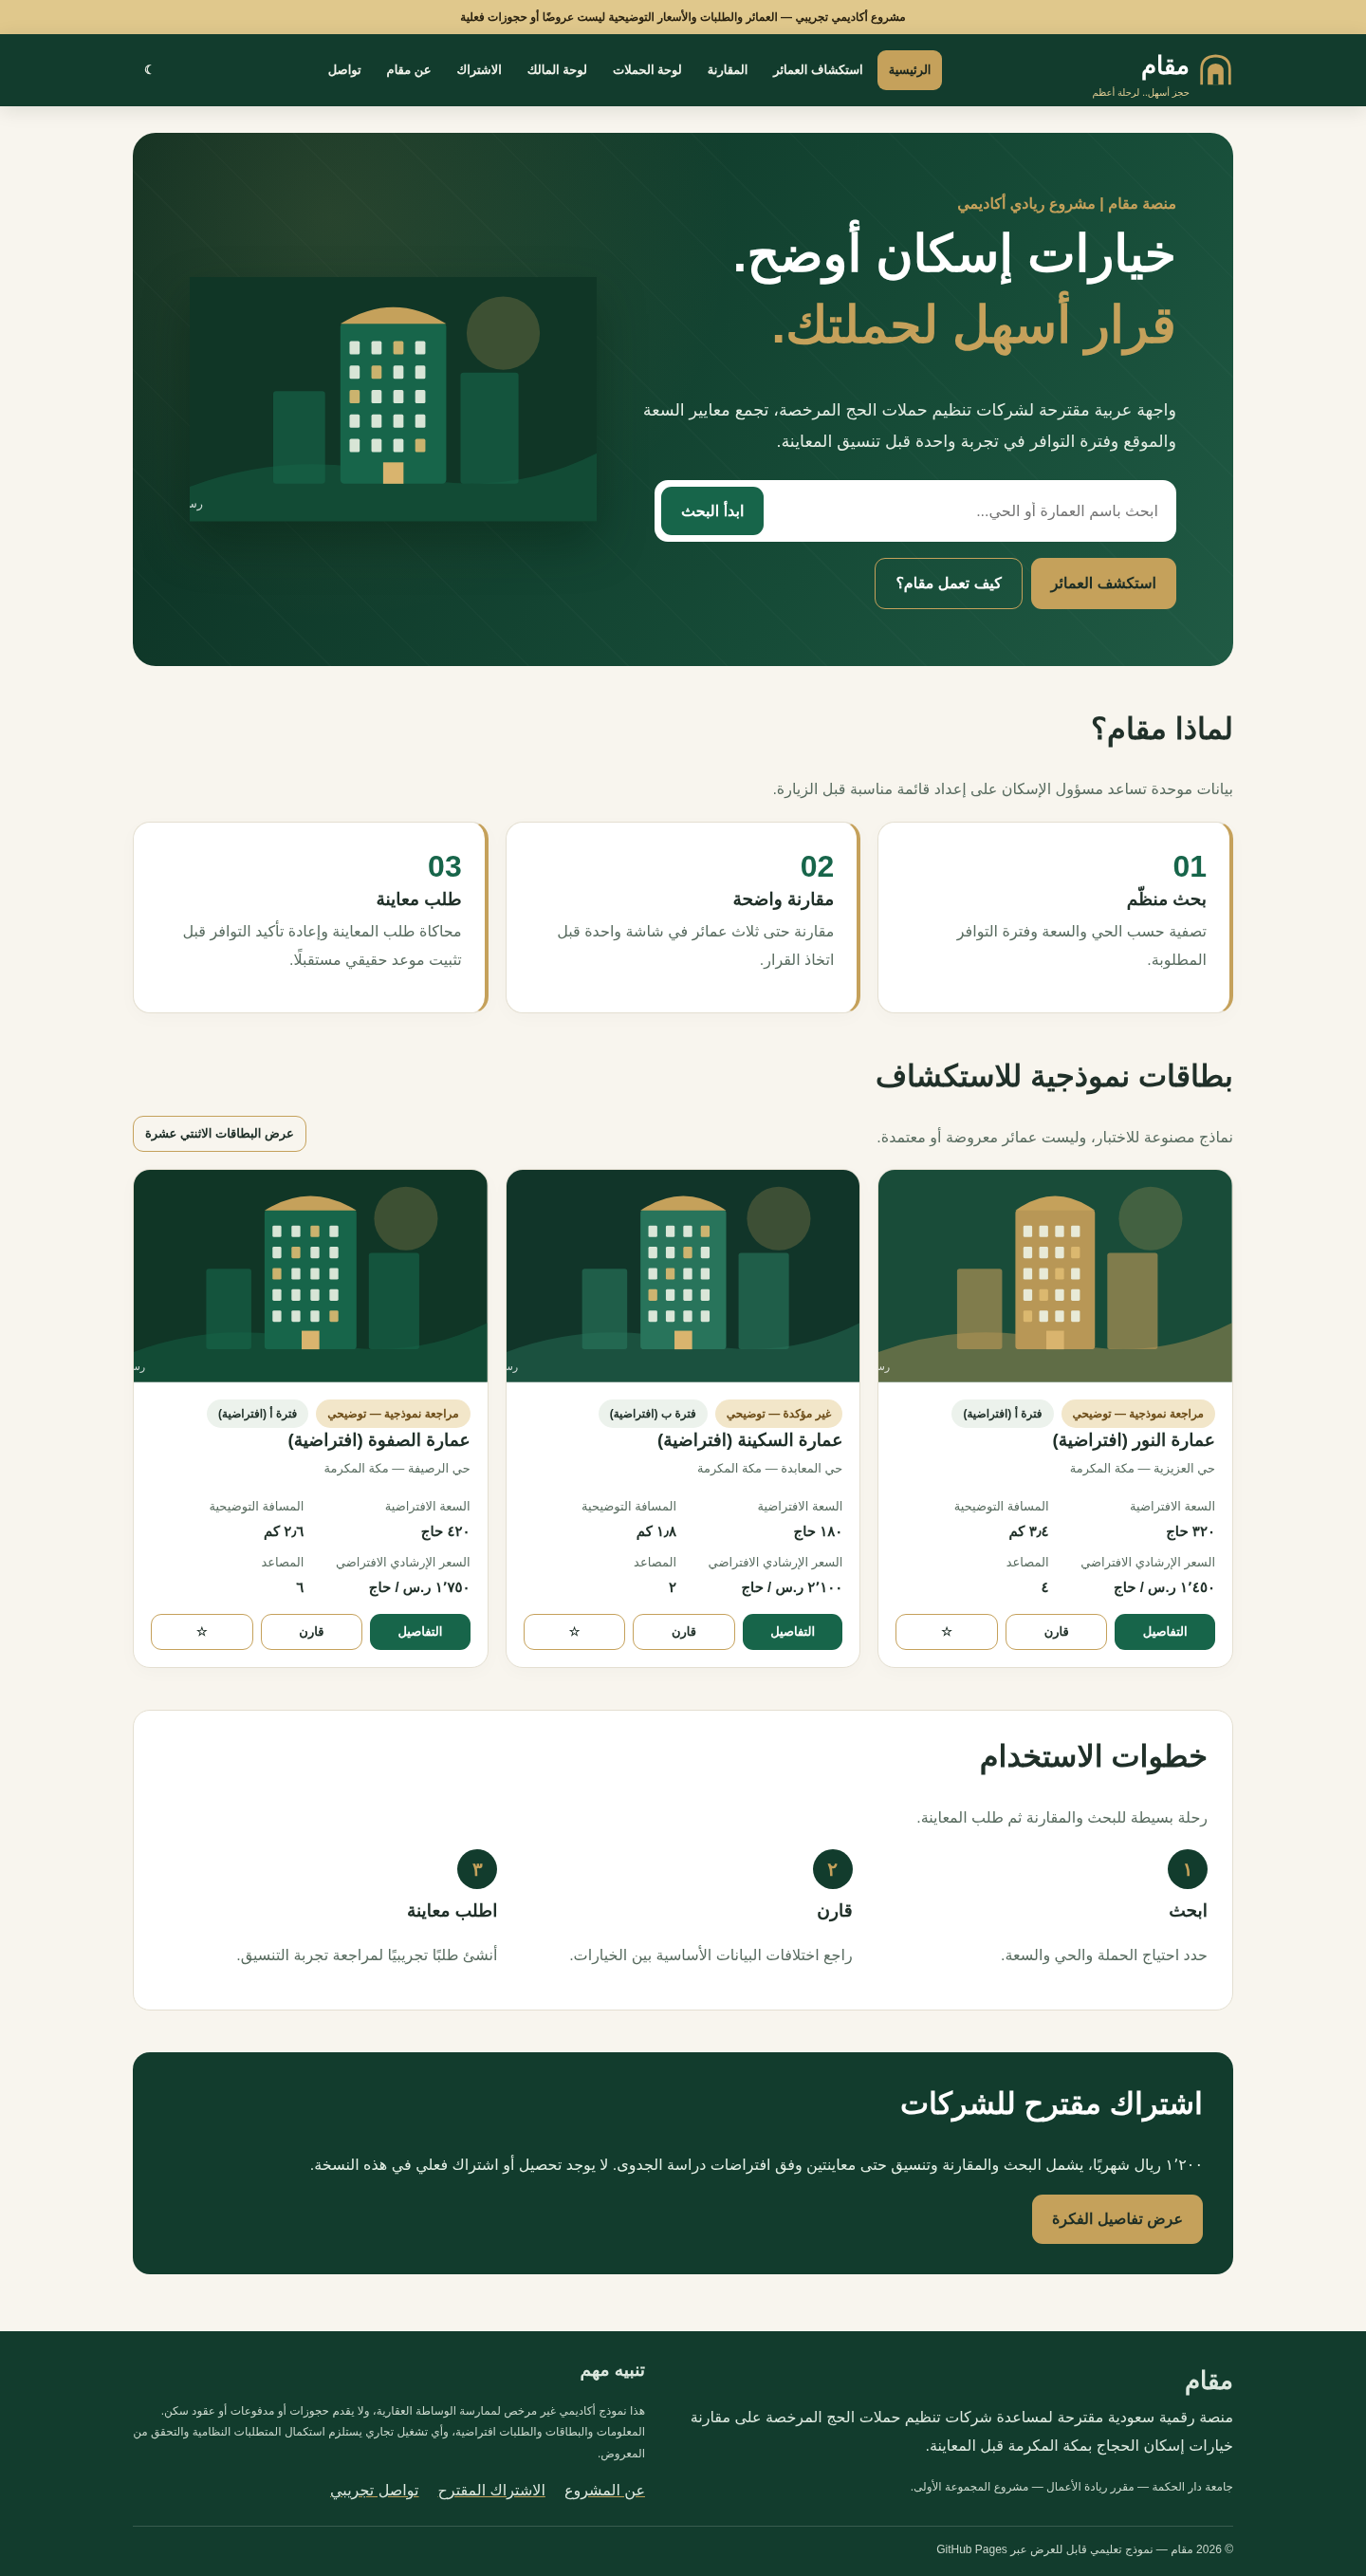 مشروع أكاديمي تجريبي — العمائر والطلبات والأسعار التوضيحية ليست عروضًا أو حجوزات فعلية
مقام
حجز أسهل.. لرحلة أعظم
الرئيسية
استكشاف العمائر
المقارنة
لوحة الحملات
لوحة المالك
الاشتراك
عن مقام
تواصل
منصة مقام | مشروع ريادي أكاديمي
خيارات إسكان أوضح.
قرار أسهل لحملتك.
واجهة عربية مقترحة لشركات تنظيم حملات الحج المرخصة، تجمع معايير السعة
والموقع وفترة التوافر في تجربة واحدة قبل تنسيق المعاينة.
ابحث باسم العمارة أو الحي...
ابدأ البحث
استكشف العمائر
كيف تعمل مقام؟
لماذا مقام؟
بيانات موحدة تساعد مسؤول الإسكان على إعداد قائمة مناسبة قبل الزيارة.
01
بحث منظّم
تصفية حسب الحي والسعة وفترة التوافر
المطلوبة.
02
مقارنة واضحة
مقارنة حتى ثلاث عمائر في شاشة واحدة قبل
اتخاذ القرار.
03
طلب معاينة
محاكاة طلب المعاينة وإعادة تأكيد التوافر قبل
تثبيت موعد حقيقي مستقبلًا.
بطاقات نموذجية للاستكشاف
نماذج مصنوعة للاختبار، وليست عمائر معروضة أو معتمدة.
عرض البطاقات الاثنتي عشرة
مراجعة نموذجية — توضيحي
فترة أ (افتراضية)
عمارة النور (افتراضية)
حي العزيزية — مكة المكرمة
السعة الافتراضية
المسافة التوضيحية
٣٢٠ حاج
٣٫٤ كم
السعر الإرشادي الافتراضي
المصاعد
١٬٤٥٠ ر.س / حاج
٤
التفاصيل
قارن
☆
غير مؤكدة — توضيحي
فترة ب (افتراضية)
عمارة السكينة (افتراضية)
حي المعابدة — مكة المكرمة
السعة الافتراضية
المسافة التوضيحية
١٨٠ حاج
١٫٨ كم
السعر الإرشادي الافتراضي
المصاعد
٢٬١٠٠ ر.س / حاج
٢
التفاصيل
قارن
☆
مراجعة نموذجية — توضيحي
فترة أ (افتراضية)
عمارة الصفوة (افتراضية)
حي الرصيفة — مكة المكرمة
السعة الافتراضية
المسافة التوضيحية
٤٢٠ حاج
٢٫٦ كم
السعر الإرشادي الافتراضي
المصاعد
١٬٧٥٠ ر.س / حاج
٦
التفاصيل
قارن
☆
خطوات الاستخدام
رحلة بسيطة للبحث والمقارنة ثم طلب المعاينة.
١
ابحث
حدد احتياج الحملة والحي والسعة.
٢
قارن
راجع اختلافات البيانات الأساسية بين الخيارات.
٣
اطلب معاينة
أنشئ طلبًا تجريبيًا لمراجعة تجربة التنسيق.
اشتراك مقترح للشركات
١٬٢٠٠ ريال شهريًا، يشمل البحث والمقارنة وتنسيق حتى معاينتين وفق افتراضات دراسة الجدوى. لا يوجد تحصيل أو اشتراك فعلي في هذه النسخة.
عرض تفاصيل الفكرة
مقام
منصة رقمية سعودية مقترحة لمساعدة شركات تنظيم حملات الحج المرخصة على مقارنة
خيارات إسكان الحجاج بمكة المكرمة قبل المعاينة.
جامعة دار الحكمة — مقرر ريادة الأعمال — مشروع المجموعة الأولى.
تنبيه مهم
هذا نموذج أكاديمي غير مرخص لممارسة الوساطة العقارية، ولا يقدم حجوزات أو مدفوعات أو عقود سكن.
المعلومات والبطاقات والطلبات افتراضية، وأي تشغيل تجاري يستلزم استكمال المتطلبات النظامية والتحقق من
المعروض.
عن المشروع
الاشتراك المقترح
تواصل تجريبي
© 2026 مقام — نموذج تعليمي قابل للعرض عبر GitHub Pages